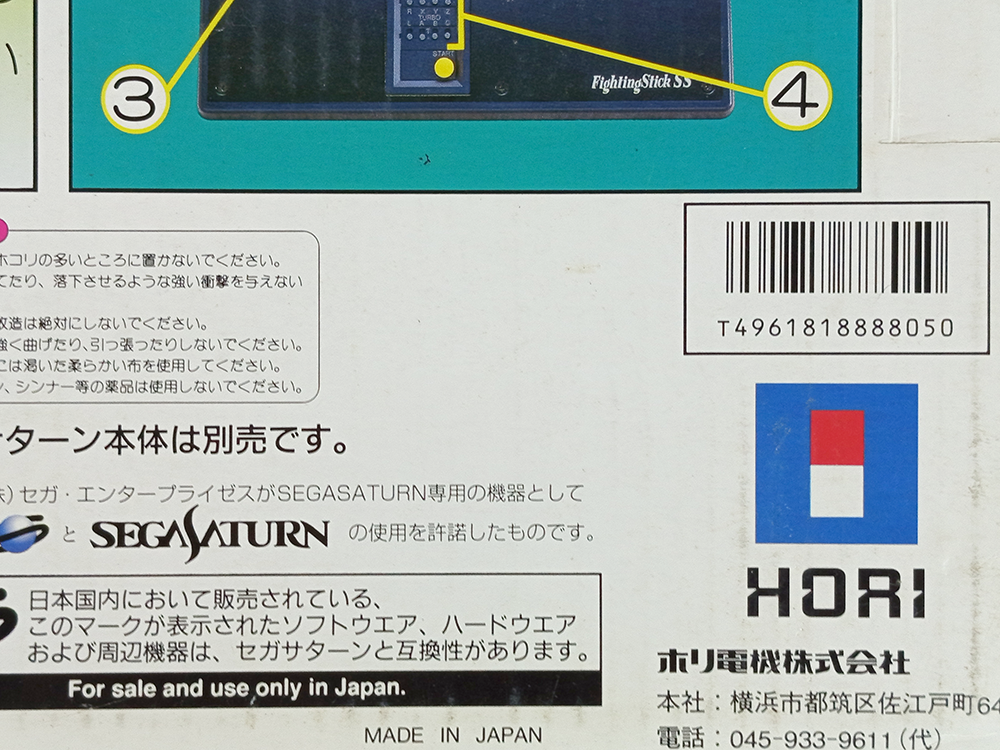 R X Y Z
TURBO
L A B C
START
FightingStick SS
3
4
い
ホコリの多いところに置かないでください。
てたり、落下させるような強い衝撃を与えない
改造は絶対にしないでください。
強く曲げたり、引っ張ったりしないでください。
には渇いた柔らかい布を使用してください。
ン、シンナー等の薬品は使用しないでください。
T4961818888050
サターン本体は別売です。
株)セガ・エンタープライゼスがSEGASATURN専用の機器として
と SEGASATURN の使用を許諾したものです。
HORI
日本国内において販売されている、
このマークが表示されたソフトウエア、ハードウエア
および周辺機器は、セガサターンと互換性があります。
For sale and use only in Japan.
MADE IN JAPAN
ホリ電機株式会社
本社：横浜市都筑区佐江戸町64
電話：045-933-9611(代)